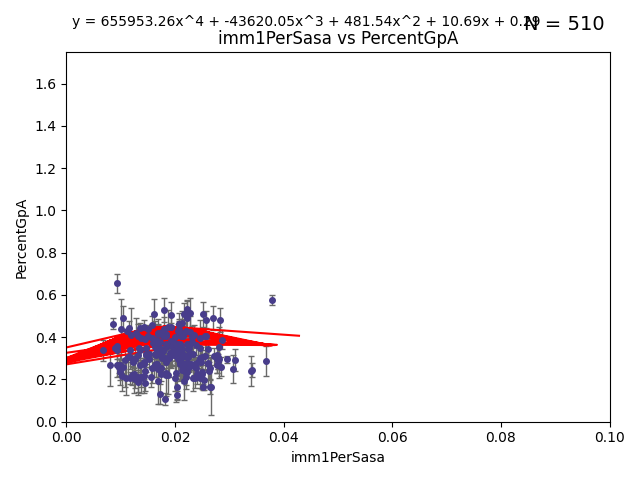 y = 655953.26x^4 + -43620.05x^3 + 481.54x^2 + 10.69x + 0.29
N = 510
imm1PerSasa vs PercentGpA
PercentGpA
1.6
1.4
1.2
1.0
0.8
0.6
0.4
0.2
0.0
0.00 0.02 0.04 0.06 0.08 0.10
imm1PerSasa